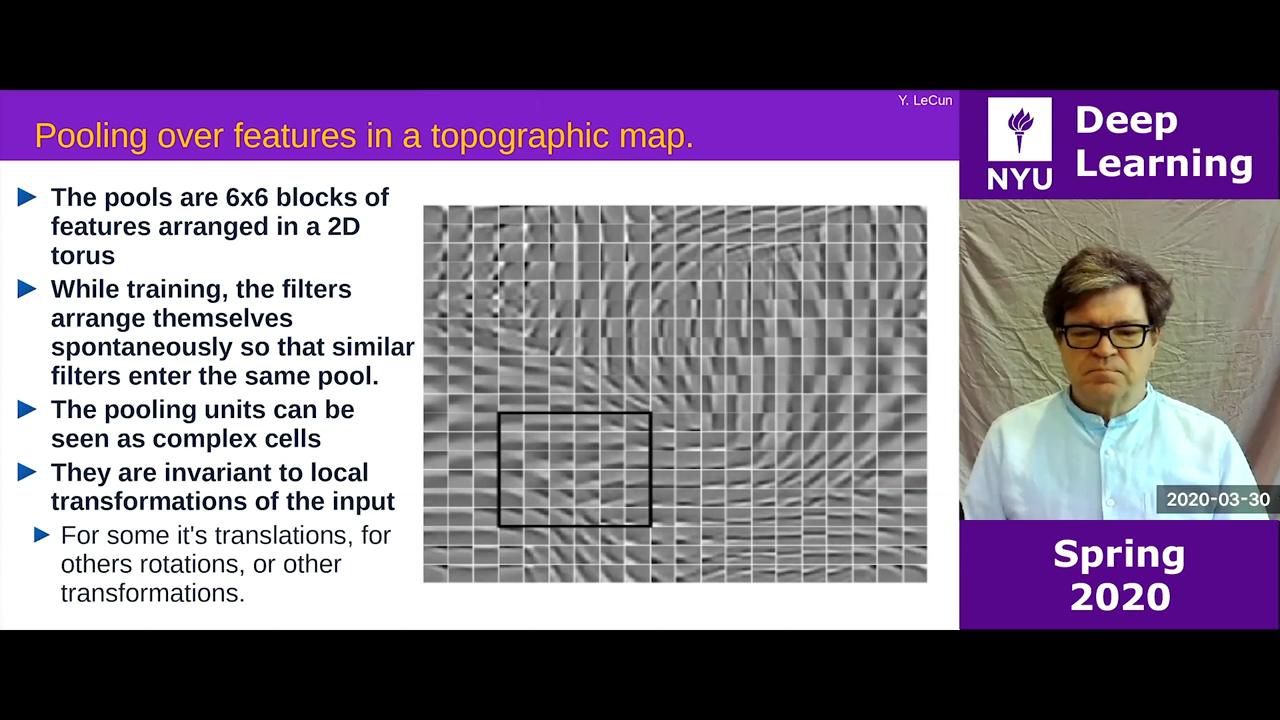 Y. LeCun
Pooling over features in a topographic map.
The pools are 6x6 blocks of
features arranged in a 2D
torus
While training, the filters
arrange themselves
spontaneously so that similar
filters enter the same pool.
The pooling units can be
seen as complex cells
They are invariant to local
transformations of the input
For some it's translations, for
others rotations, or other
transformations.
NYU
Deep
Learning
2020-03-30
Spring
2020